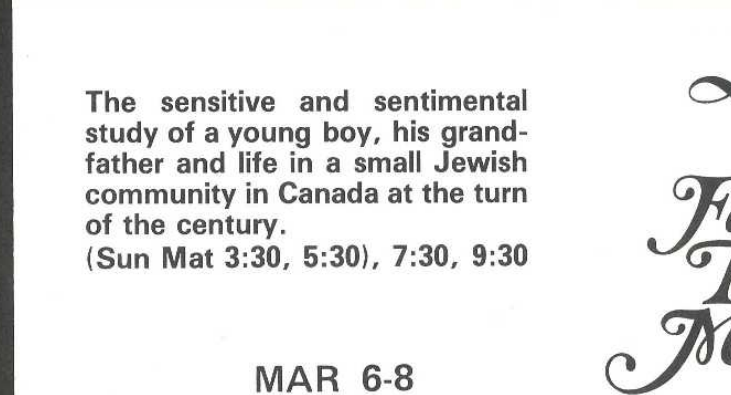 The sensitive and sentimental
study of a young boy, his grand-
father and life in a small Jewish
community in Canada at the turn
of the century.
(Sun Mat 3:30, 5:30), 7:30, 9:30
MAR 6-8